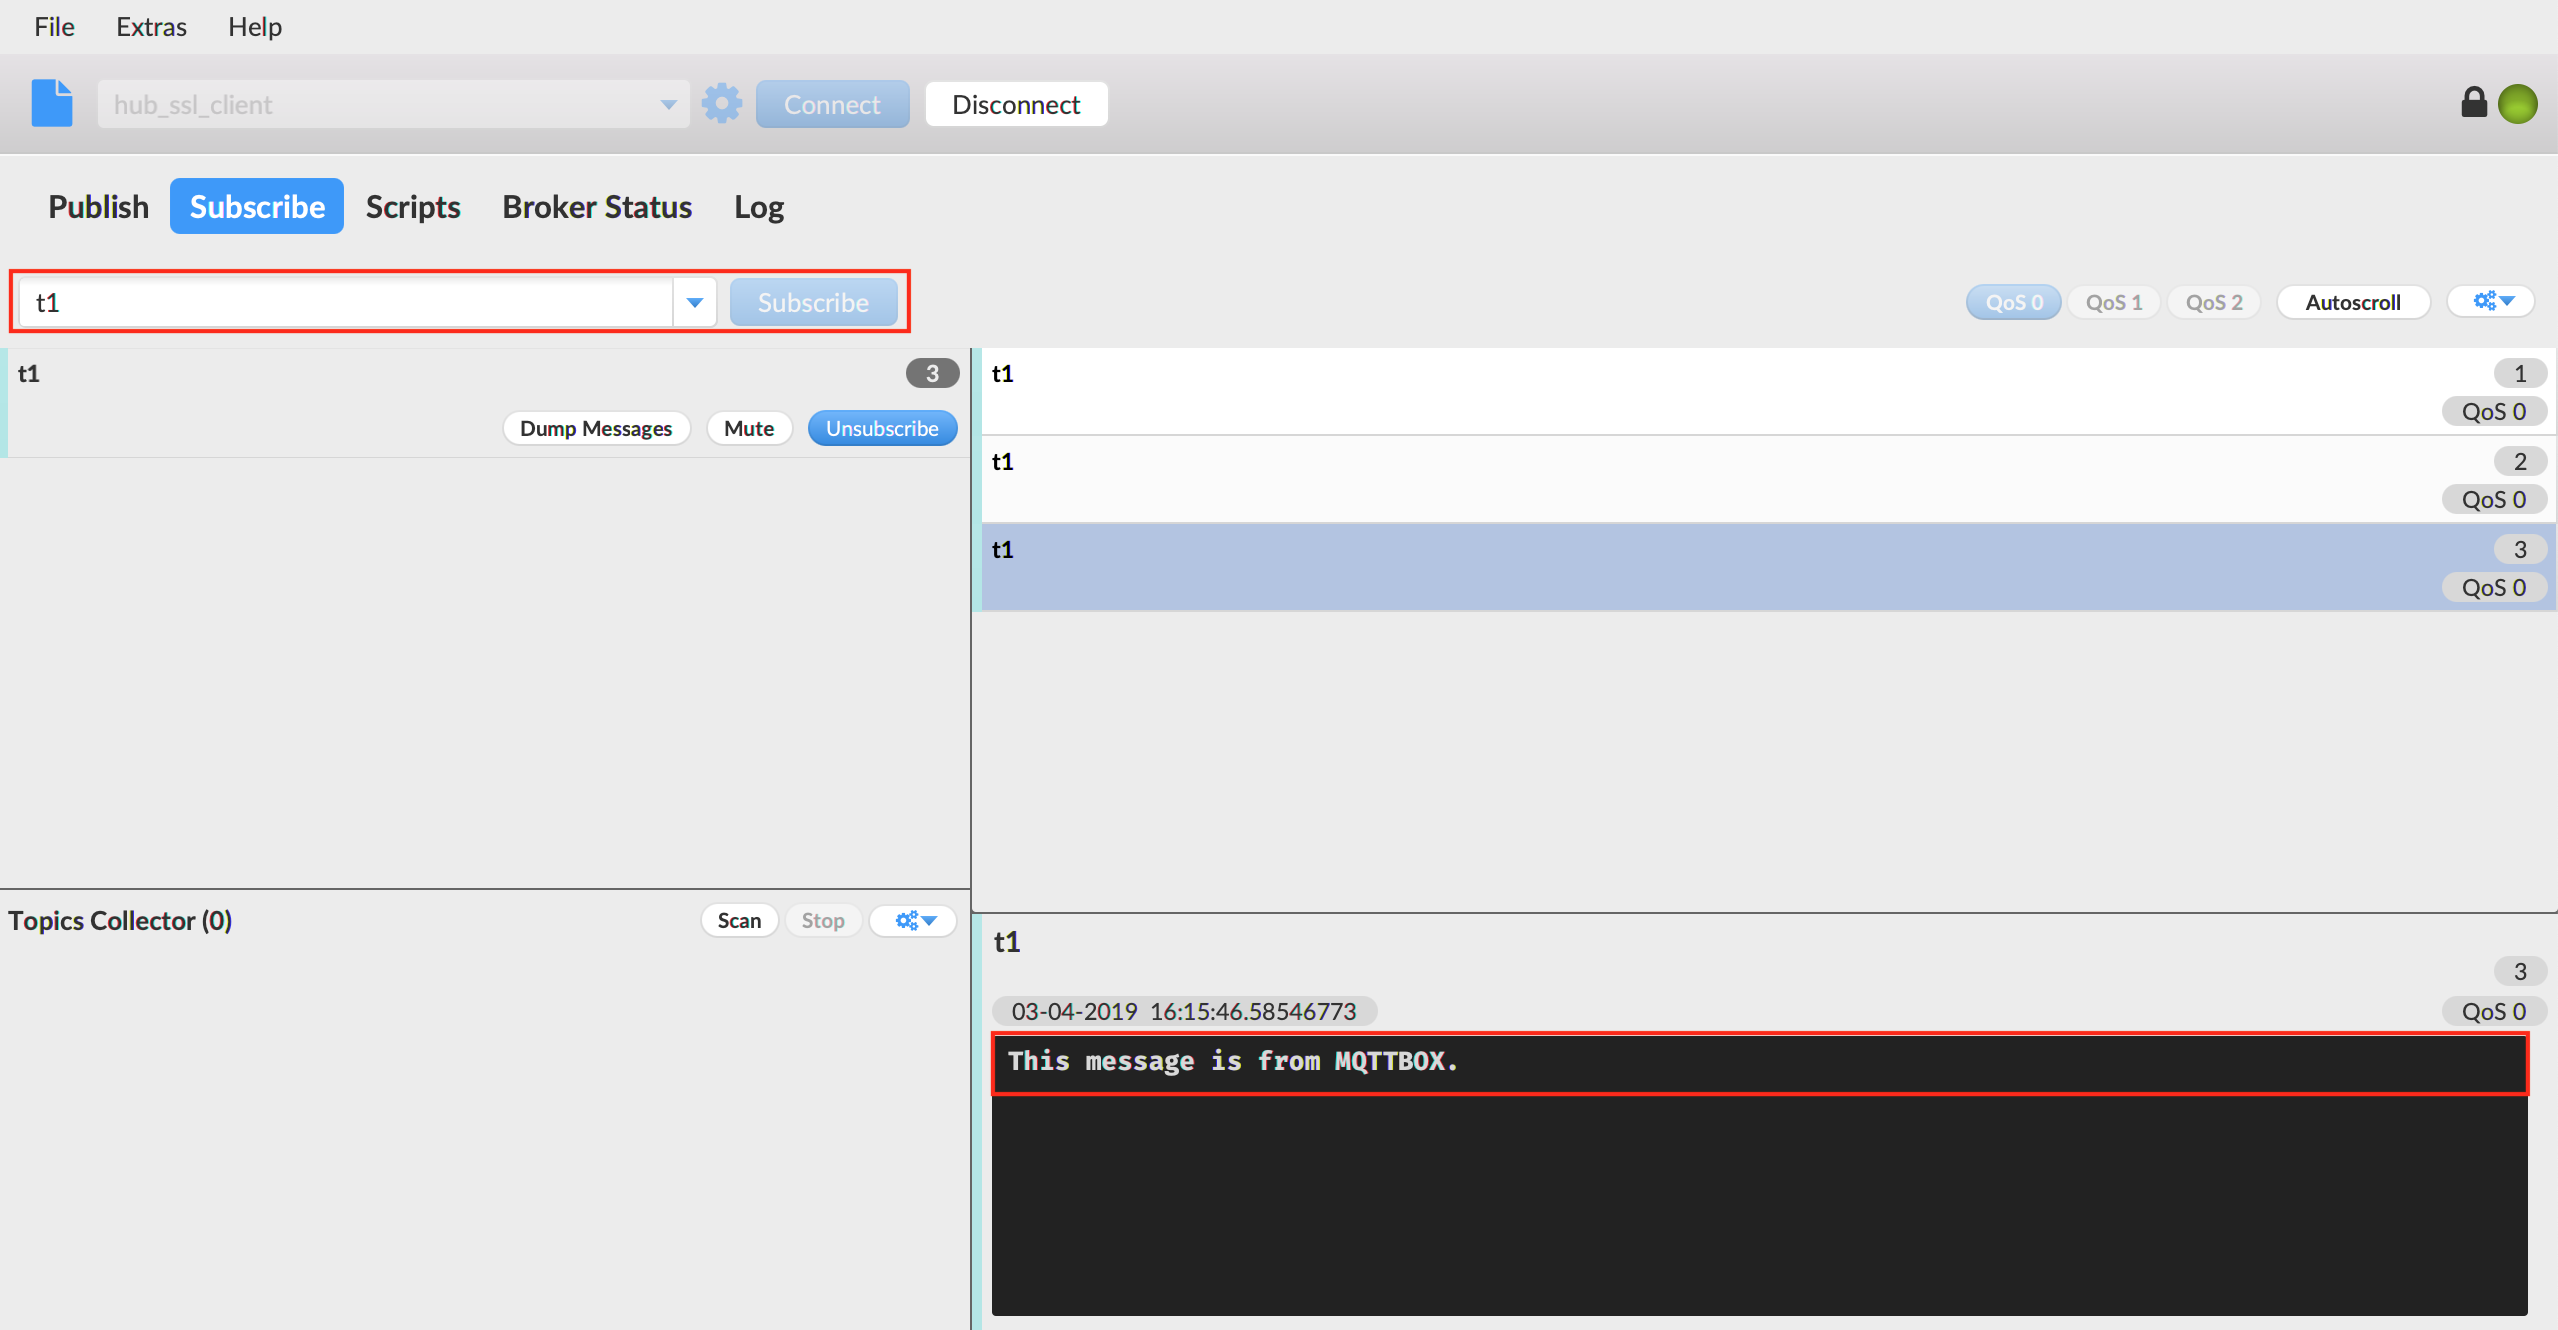 File Extras Help
hub_ssl_client Connect Disconnect
Publish Subscribe Scripts Broker Status Log
t1 Subscribe QoS 0 QoS 1 QoS 2 Autoscroll
t1 3
Dump Messages Mute Unsubscribe
t1 1
QoS 0
t1 2
QoS 0
t1 3
QoS 0
Topics Collector (0) Scan Stop
t1
3
03-04-2019 16:15:46.58546773 QoS 0
This message is from MQTTBOX.